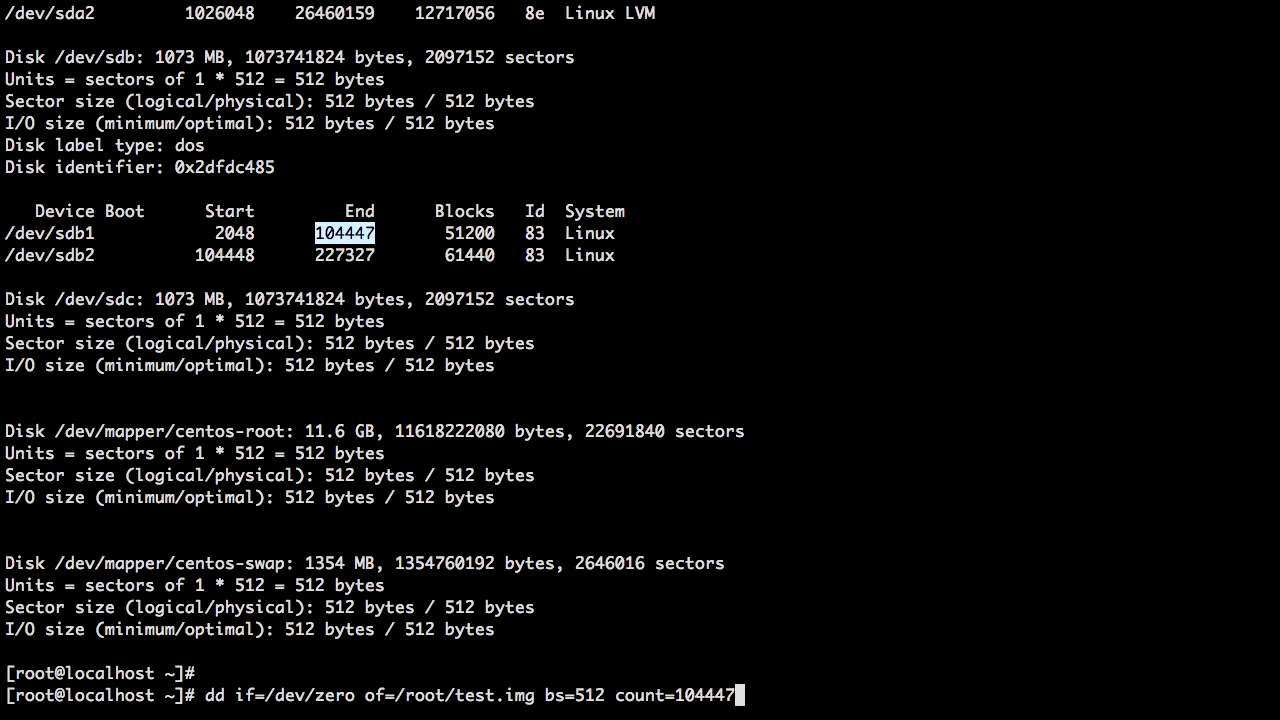 /dev/sda2         1026048    26460159    12717056   8e  Linux LVM
Disk /dev/sdb: 1073 MB, 1073741824 bytes, 2097152 sectors
Units = sectors of 1 * 512 = 512 bytes
Sector size (logical/physical): 512 bytes / 512 bytes
I/O size (minimum/optimal): 512 bytes / 512 bytes
Disk label type: dos
Disk identifier: 0x2dfdc485
   Device Boot      Start         End      Blocks   Id  System
/dev/sdb1            2048      104447       51200   83  Linux
/dev/sdb2          104448      227327       61440   83  Linux
Disk /dev/sdc: 1073 MB, 1073741824 bytes, 2097152 sectors
Units = sectors of 1 * 512 = 512 bytes
Sector size (logical/physical): 512 bytes / 512 bytes
I/O size (minimum/optimal): 512 bytes / 512 bytes
Disk /dev/mapper/centos-root: 11.6 GB, 11618222080 bytes, 22691840 sectors
Units = sectors of 1 * 512 = 512 bytes
Sector size (logical/physical): 512 bytes / 512 bytes
I/O size (minimum/optimal): 512 bytes / 512 bytes
Disk /dev/mapper/centos-swap: 1354 MB, 1354760192 bytes, 2646016 sectors
Units = sectors of 1 * 512 = 512 bytes
Sector size (logical/physical): 512 bytes / 512 bytes
I/O size (minimum/optimal): 512 bytes / 512 bytes
[root@localhost ~]#
[root@localhost ~]# dd if=/dev/zero of=/root/test.img bs=512 count=104447